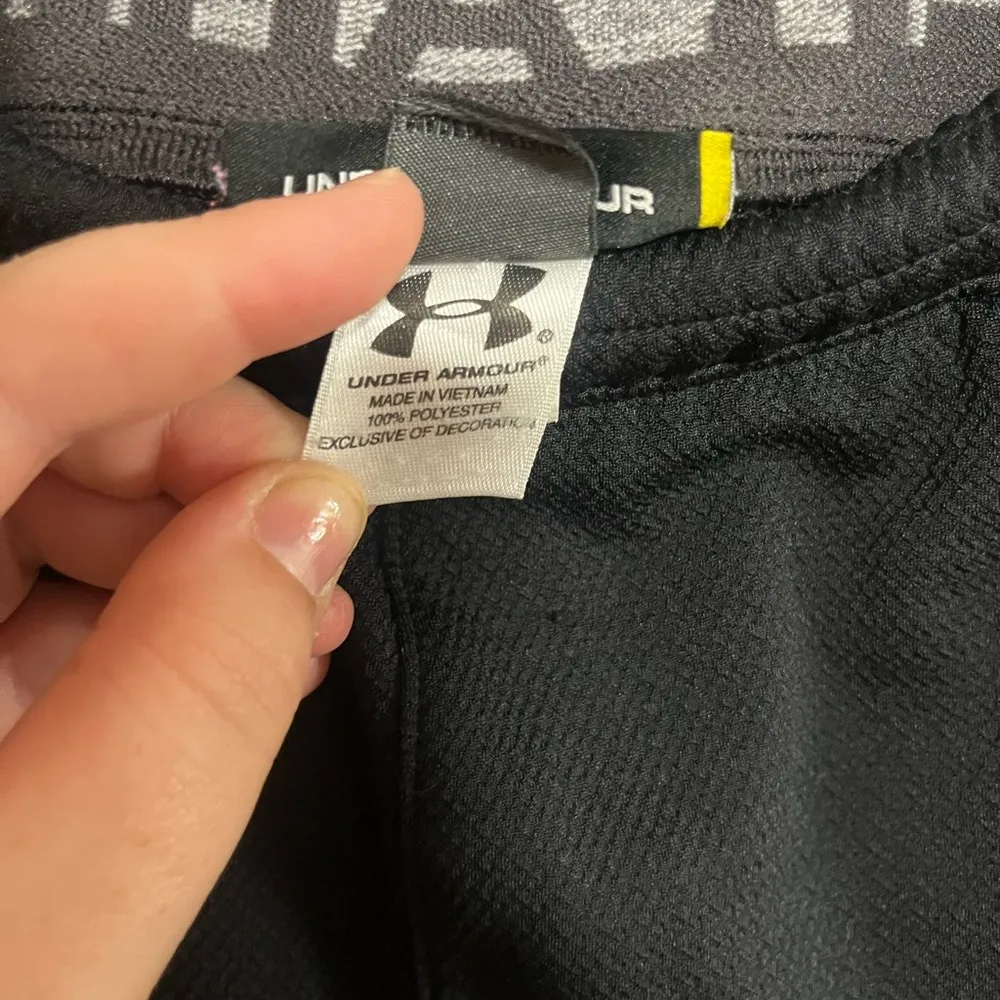 UNDER ARMOUR®
MADE IN VIETNAM
100% POLYESTER
EXCLUSIVE OF DECORATION